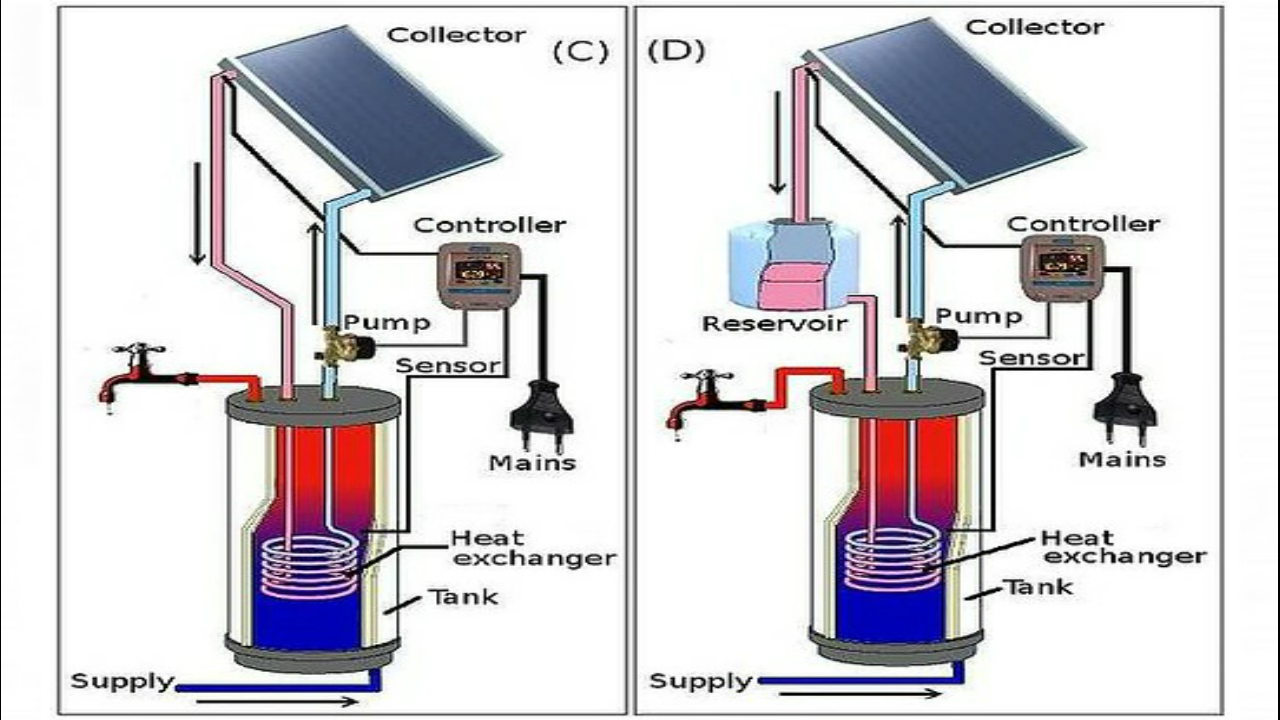 Collector
(C)
Controller
Pump
Sensor
Mains
Heat
exchanger
Tank
Supply
(D)
Collector
Controller
Reservoir
Pump
Sensor
Mains
Heat
exchanger
Tank
Supply